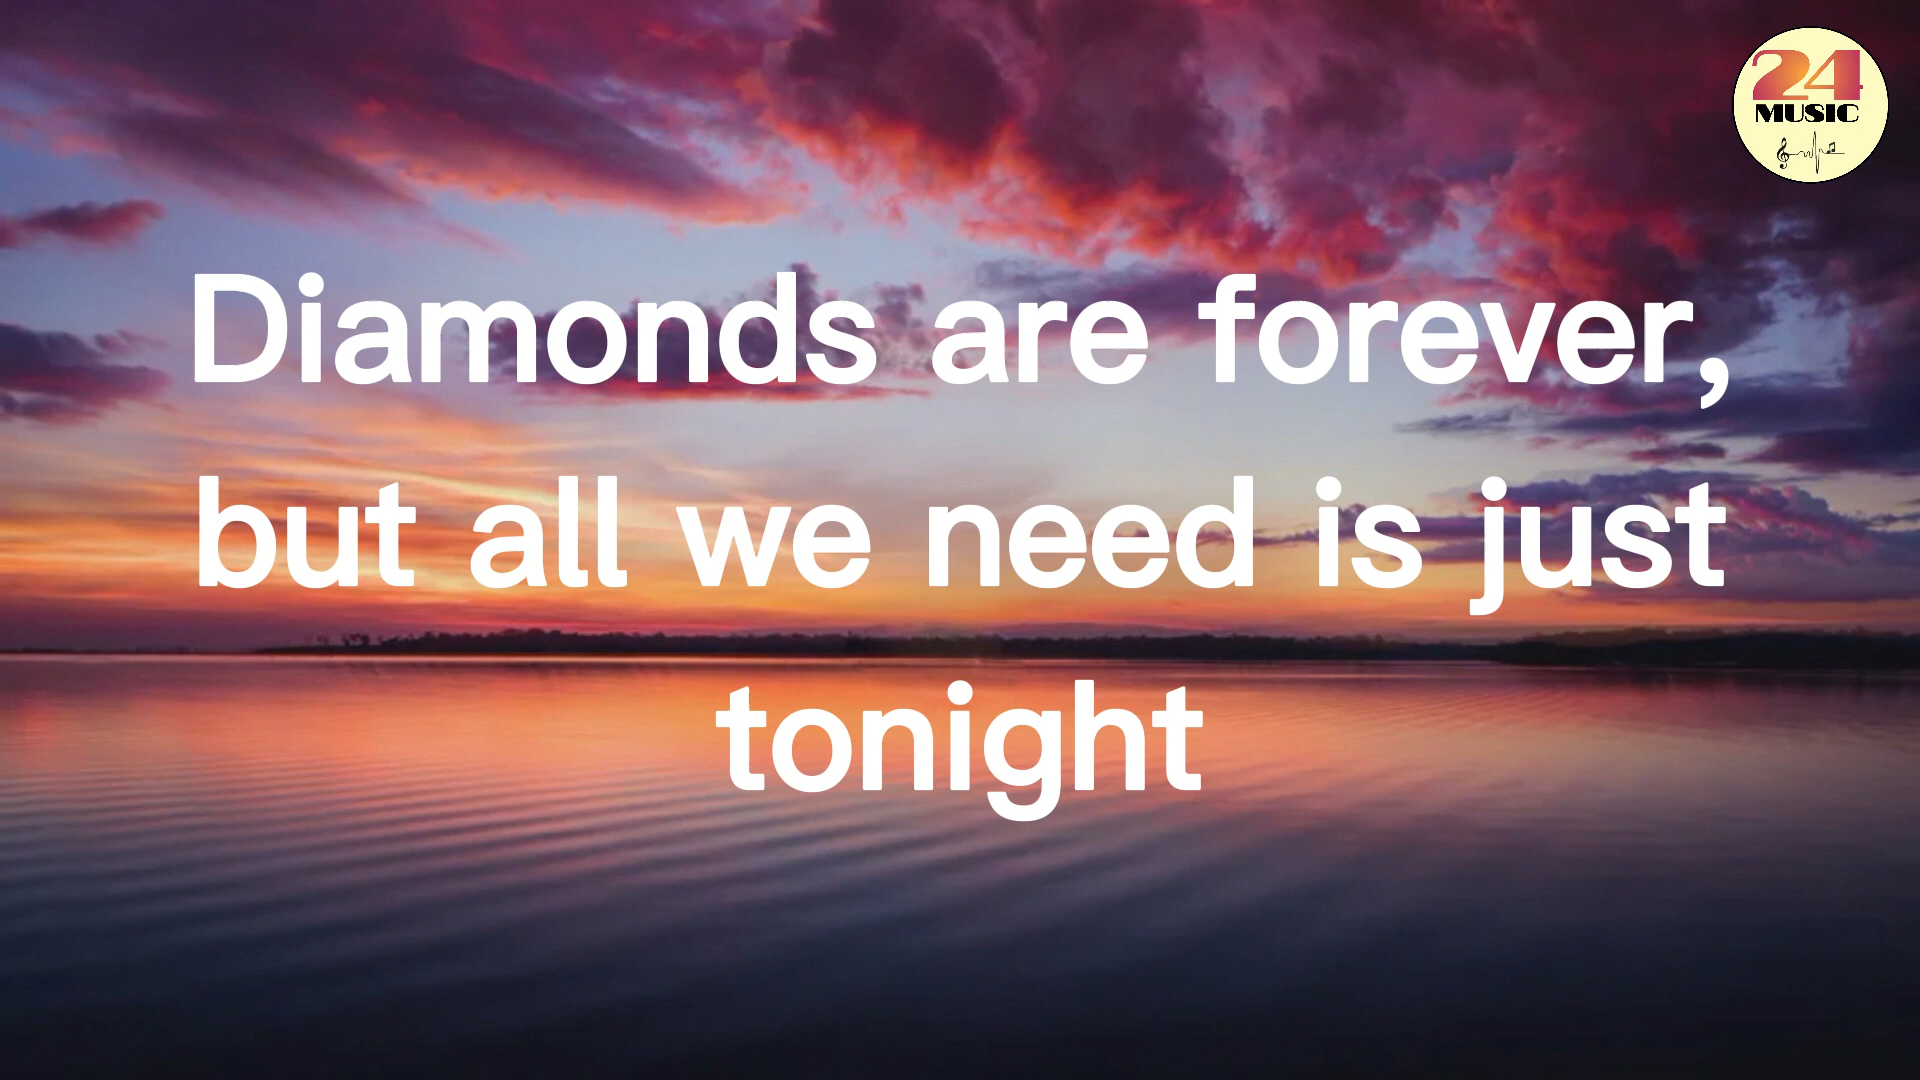 24
MUSIC
Diamonds are forever,
but all we need is just
tonight